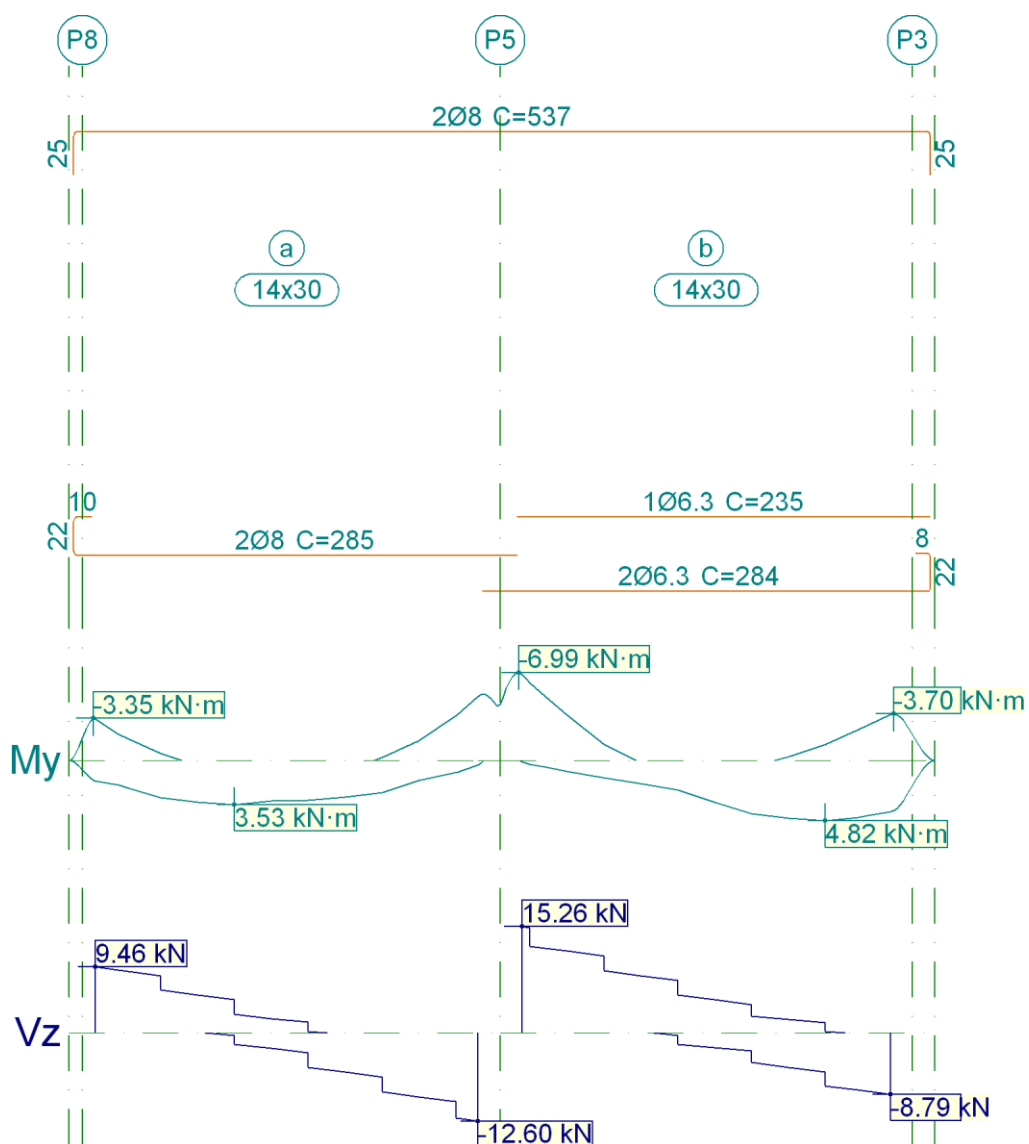 P8 P5 P3
2Ø8 C=537
25 25
a b
14x30 14x30
10 1Ø6.3 C=235
22 2Ø8 C=285 8
2Ø6.3 C=284 22
-6.99 kN·m
-3.35 kN·m -3.70 kN·m
My
3.53 kN·m 4.82 kN·m
15.26 kN
9.46 kN
Vz
-12.60 kN -8.79 kN